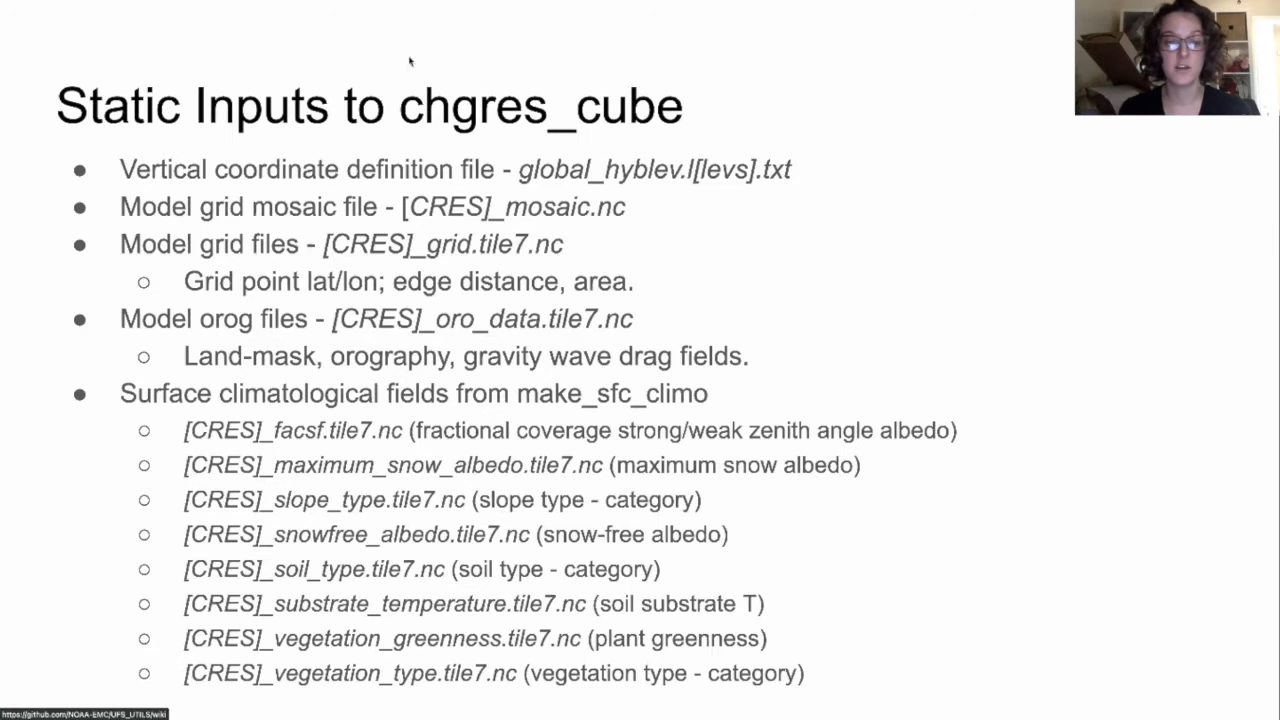 Static Inputs to chgres_cube
● Vertical coordinate definition file - global_hyblev.l[levs].txt
● Model grid mosaic file - [CRES]_mosaic.nc
● Model grid files - [CRES]_grid.tile7.nc
○ Grid point lat/lon; edge distance, area.
● Model orog files - [CRES]_oro_data.tile7.nc
○ Land-mask, orography, gravity wave drag fields.
● Surface climatological fields from make_sfc_climo
○ [CRES]_facsf.tile7.nc (fractional coverage strong/weak zenith angle albedo)
○ [CRES]_maximum_snow_albedo.tile7.nc (maximum snow albedo)
○ [CRES]_slope_type.tile7.nc (slope type - category)
○ [CRES]_snowfree_albedo.tile7.nc (snow-free albedo)
○ [CRES]_soil_type.tile7.nc (soil type - category)
○ [CRES]_substrate_temperature.tile7.nc (soil substrate T)
○ [CRES]_vegetation_greenness.tile7.nc (plant greenness)
○ [CRES]_vegetation_type.tile7.nc (vegetation type - category)
https://github.com/NOAA-EMC/UFS_UTILS/wiki